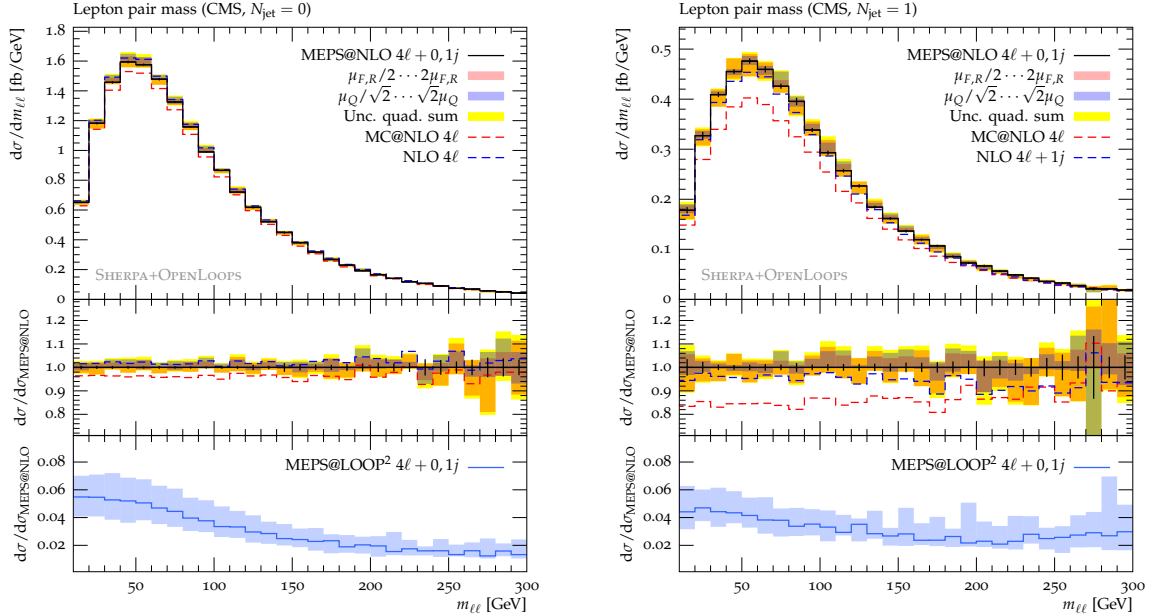 Lepton pair mass (CMS, N_jet = 0)
dσ/dm_ℓℓ [fb/GeV]
1.8
1.6
1.4
1.2
1
0.8
0.6
0.4
0.2
0
MEPS@NLO 4ℓ + 0, 1j
μ_F,R/2 ··· 2μ_F,R
μ_Q/√2 ··· √2μ_Q
Unc. quad. sum
MC@NLO 4ℓ
NLO 4ℓ
SHERPA+OPENLOOPS
dσ/dσ_MEPS@NLO
1.2
1.1
1.0
0.9
0.8
dσ/dσ_MEPS@NLO
0.08
0.06
0.04
0.02
MEPS@LOOP² 4ℓ + 0, 1j
50 100 150 200 250 300
m_ℓℓ [GeV]
Lepton pair mass (CMS, N_jet = 1)
dσ/dm_ℓℓ [fb/GeV]
0.5
0.4
0.3
0.2
0.1
0
MEPS@NLO 4ℓ + 0, 1j
μ_F,R/2 ··· 2μ_F,R
μ_Q/√2 ··· √2μ_Q
Unc. quad. sum
MC@NLO 4ℓ
NLO 4ℓ + 1j
SHERPA+OPENLOOPS
dσ/dσ_MEPS@NLO
1.2
1.1
1.0
0.9
0.8
dσ/dσ_MEPS@NLO
0.08
0.06
0.04
0.02
MEPS@LOOP² 4ℓ + 0, 1j
50 100 150 200 250 300
m_ℓℓ [GeV]